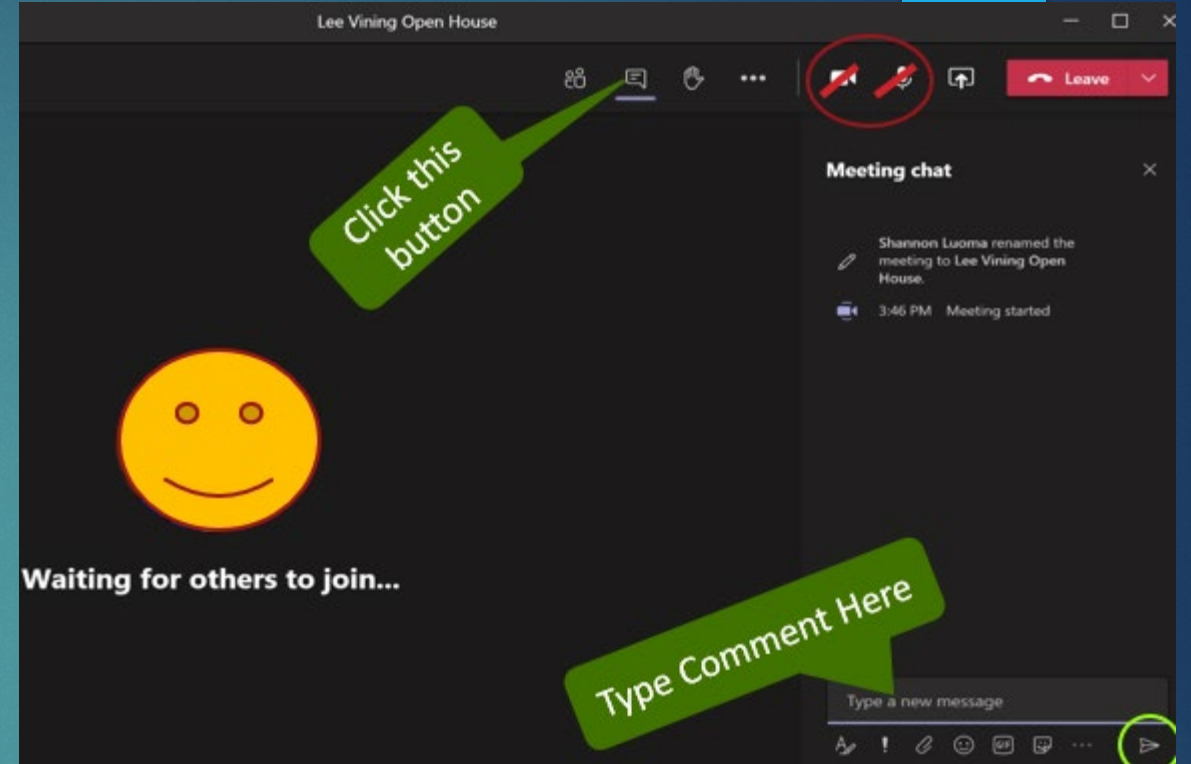 Lee Vining Open House
Leave
Click this
button
Meeting chat
Shannon Luoma renamed the
meeting to Lee Vining Open
House.
3:46 PM Meeting started
Waiting for others to join...
Type Comment Here
Type a new message
GIF